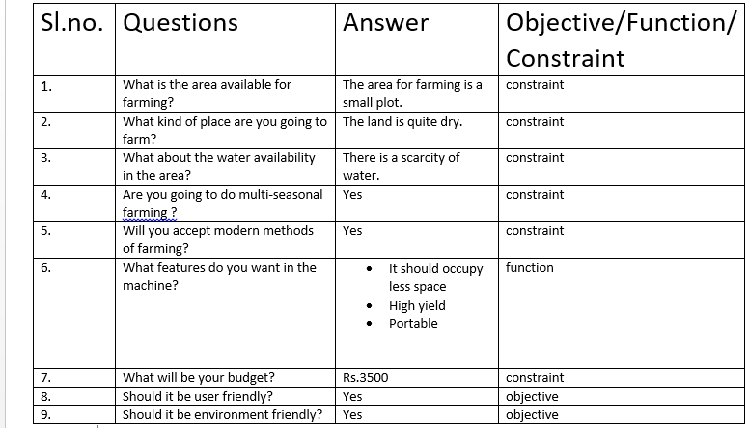 Sl.no. Questions Answer Objective/Function/
Constraint
1. What is the area available for The area for farming is a constraint
farming? small plot.
2. What kind of place are you going to The land is quite dry. constraint
farm?
3. What about the water availability There is a scarcity of constraint
in the area? water.
4. Are you going to do multi-seasonal Yes constraint
farming ?
5. Will you accept modern methods Yes constraint
of farming?
6. What features do you want in the • It should occupy function
machine? less space
• High yield
• Portable
7. What will be your budget? Rs.3500 constraint
8. Should it be user friendly? Yes objective
9. Should it be environment friendly? Yes objective